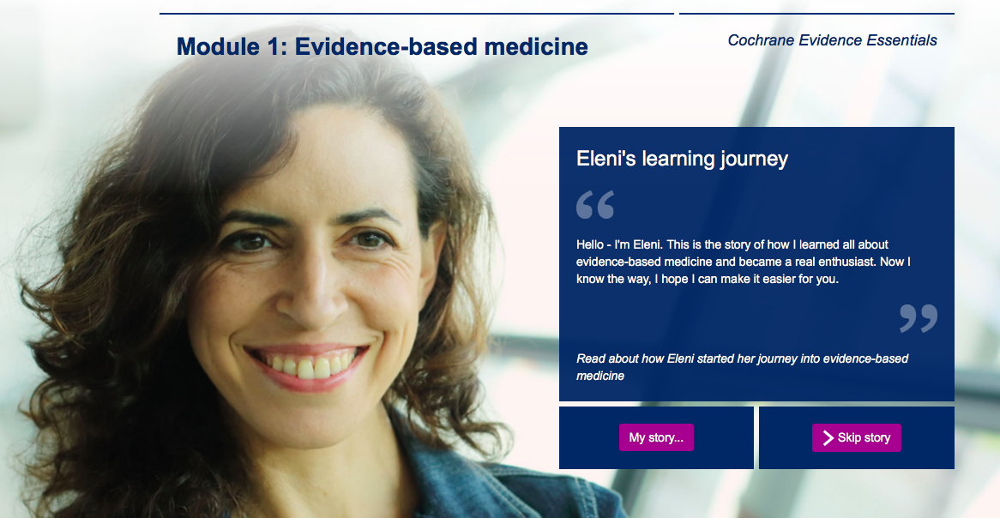 Module 1: Evidence-based medicine
Cochrane Evidence Essentials
Eleni's learning journey
“
Hello - I'm Eleni. This is the story of how I learned all about
evidence-based medicine and became a real enthusiast. Now I
know the way, I hope I can make it easier for you.
”
Read about how Eleni started her journey into evidence-based
medicine
My story...
Skip story